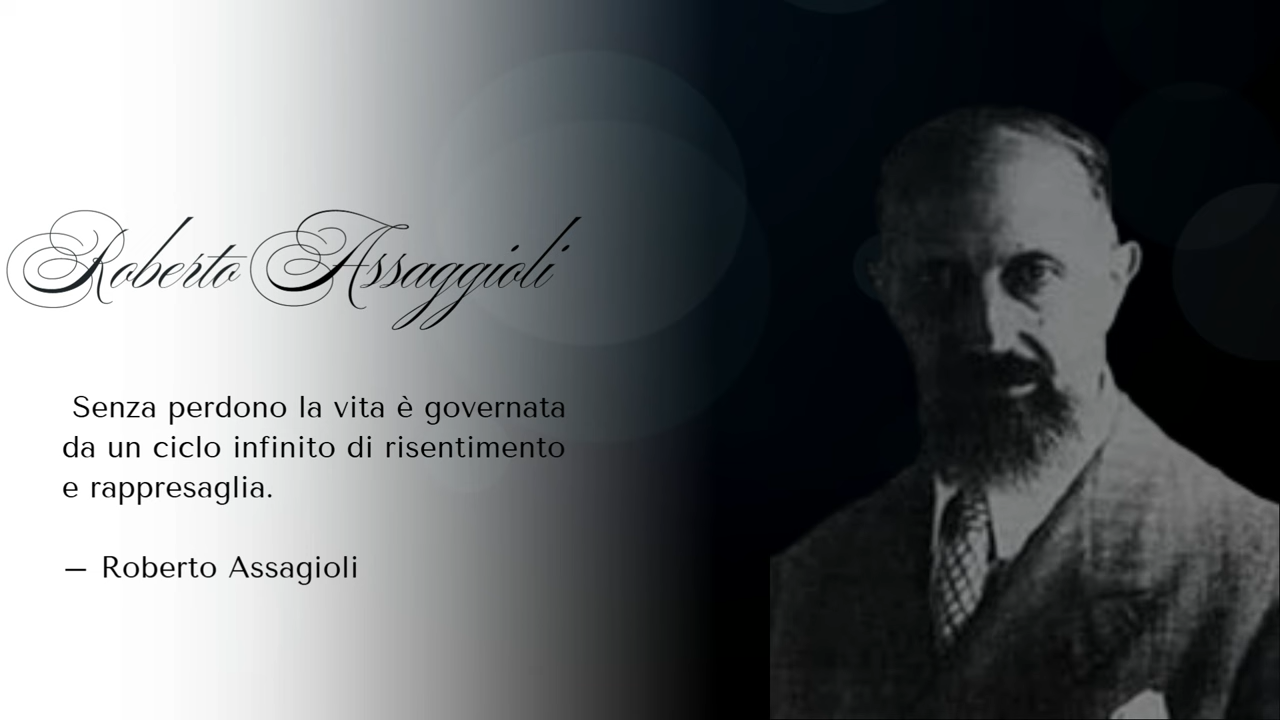 Roberto Assaggioli
Senza perdono la vita è governata
da un ciclo infinito di risentimento
e rappresaglia.
– Roberto Assagioli